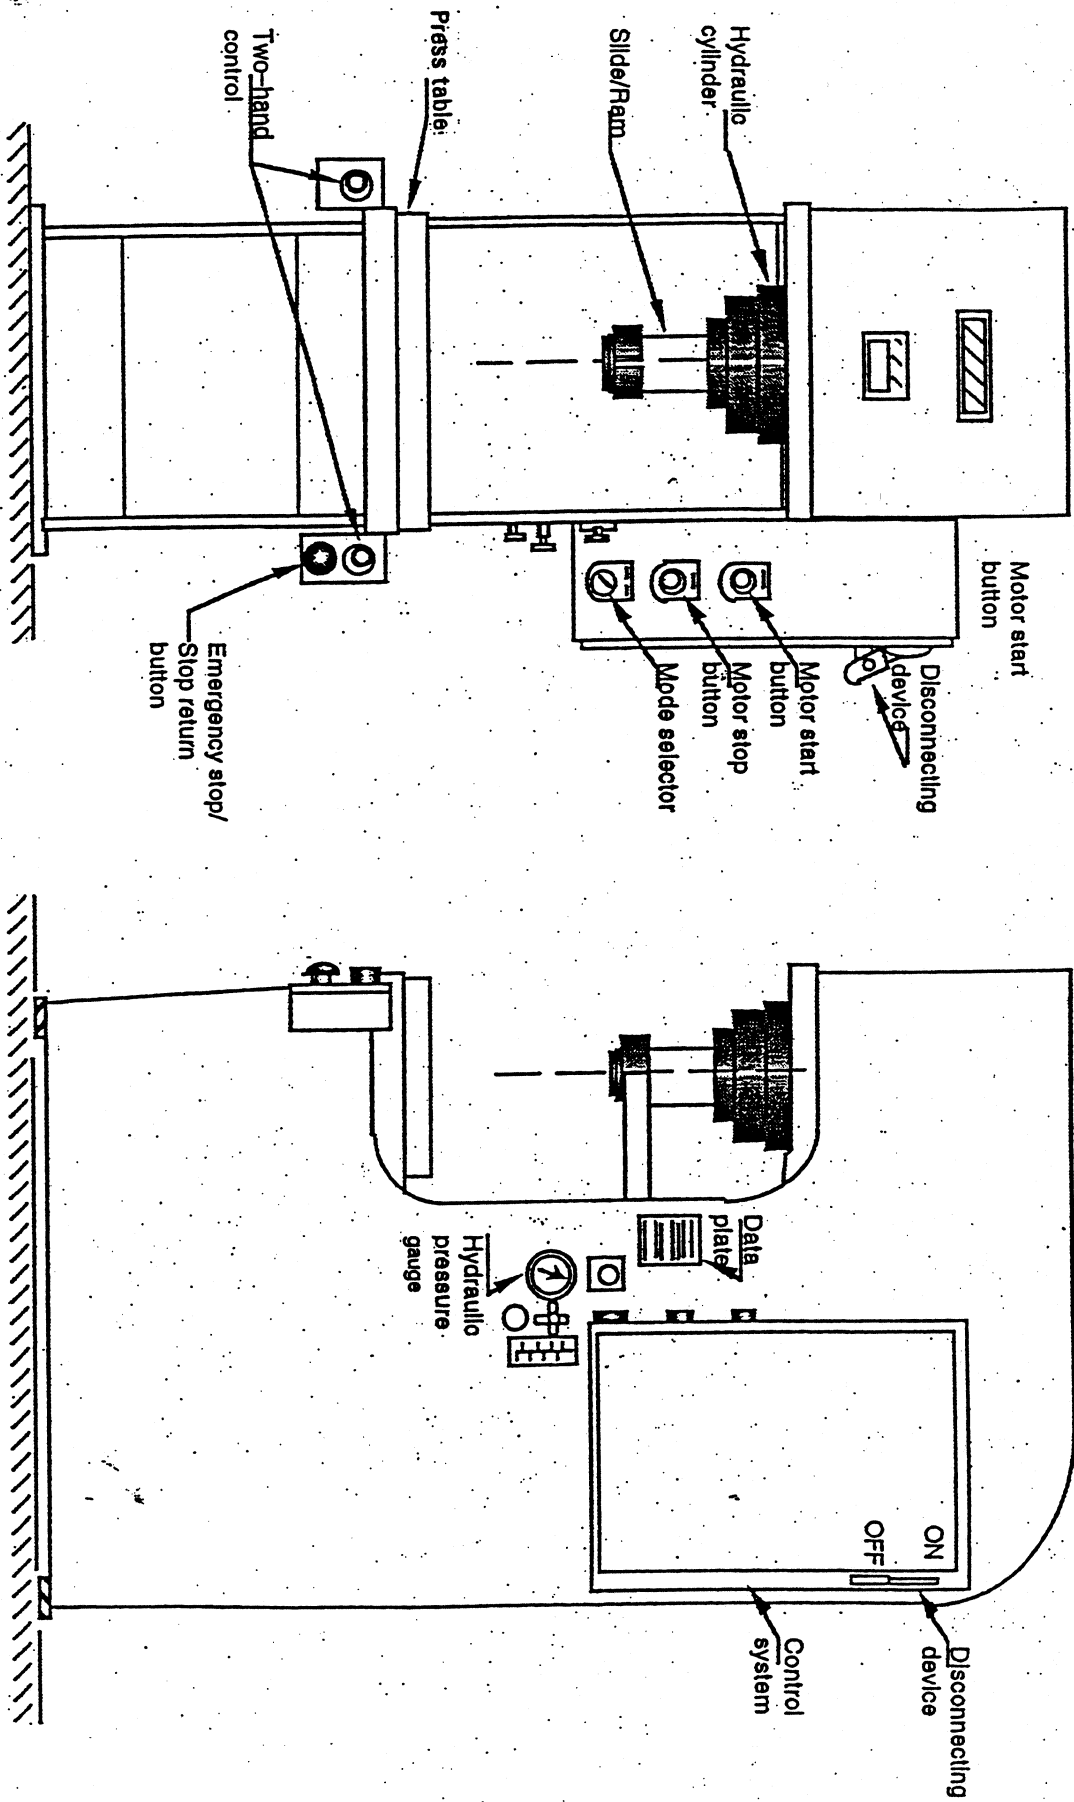 Hydraulic
cylinder
Slide/Ram
Press table
Two-hand
control
Motor start
button
Disconnecting
device
Motor start
button
Motor stop
button
Mode selector
Emergency stop/
Stop return
button
Data
plate
Hydraulic
pressure
gauge
ON
OFF
Disconnecting
device
Control
system